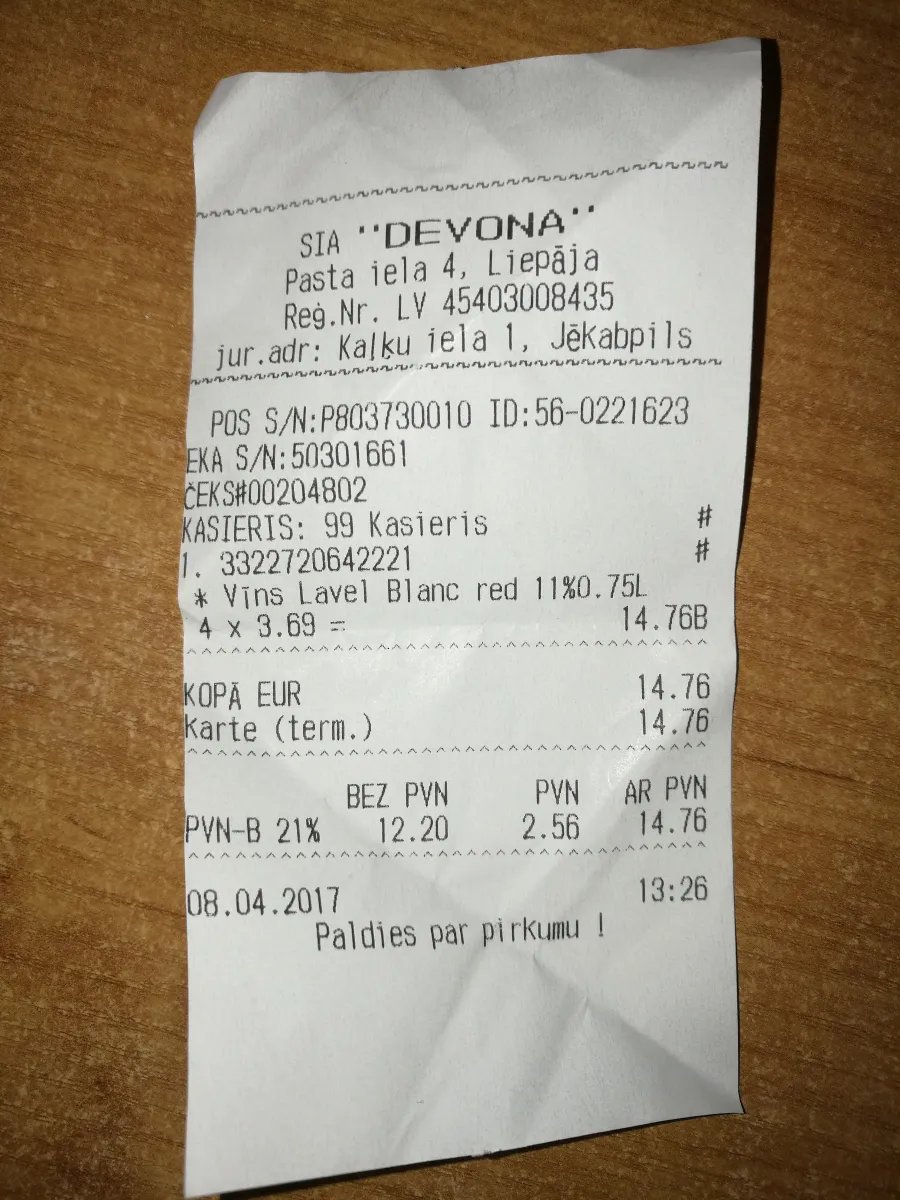 SIA "DEVONA"
Pasta iela 4, Liepāja
Reģ.Nr. LV 45403008435
jur.adr: Kaļķu iela 1, Jēkabpils
POS S/N:P803730010 ID:56-0221623
EKA S/N:50301661
ČEKS#00204802
KASIERIS: 99 Kasieris #
1. 3322720642221 #
* Vīns Lavel Blanc red 11%0.75L
4 x 3.69 = 14.76B
KOPĀ EUR 14.76
Karte (term.) 14.76
BEZ PVN PVN AR PVN
PVN-B 21% 12.20 2.56 14.76
08.04.2017 13:26
Paldies par pirkumu !